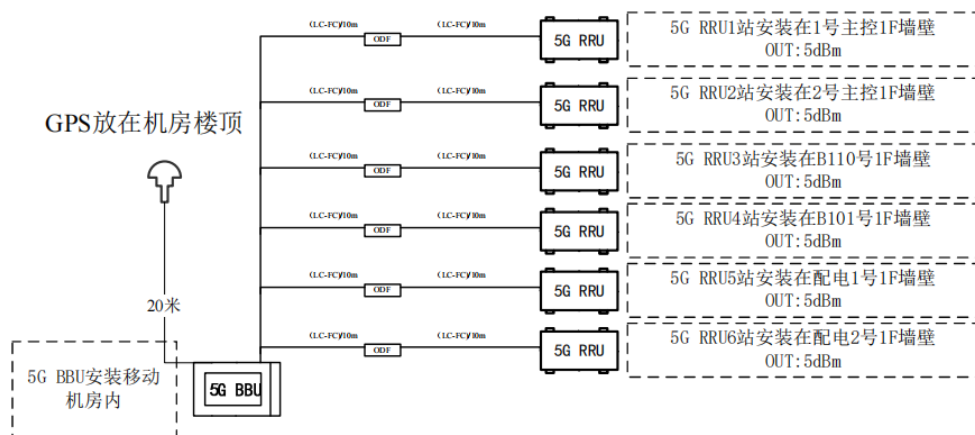 (LC-FC)/10m
ODF
(LC-FC)/10m
5G RRU
5G RRU1站安装在1号主控1F墙壁
OUT:5dBm
(LC-FC)/10m
ODF
(LC-FC)/10m
5G RRU
5G RRU2站安装在2号主控1F墙壁
OUT:5dBm
GPS放在机房楼顶
(LC-FC)/10m
ODF
(LC-FC)/10m
5G RRU
5G RRU3站安装在B110号1F墙壁
OUT:5dBm
(LC-FC)/10m
ODF
(LC-FC)/10m
5G RRU
5G RRU4站安装在B101号1F墙壁
OUT:5dBm
(LC-FC)/10m
ODF
(LC-FC)/10m
5G RRU
5G RRU5站安装在配电1号1F墙壁
OUT:5dBm
20米
(LC-FC)/10m
ODF
(LC-FC)/10m
5G RRU
5G RRU6站安装在配电2号1F墙壁
OUT:5dBm
5G BBU安装移动
机房内
5G BBU